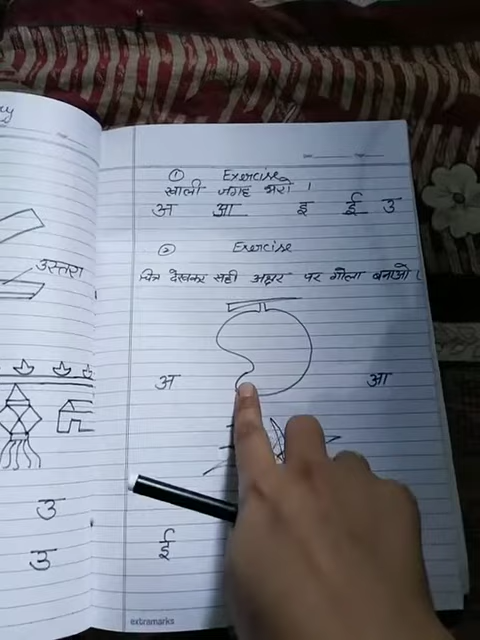 उस्तरा
उ
उ
① Exercise
खाली जगह भरो ।
अ आ इ ई उ
② Exercise
चित्र देखकर सही अक्षर पर गोला बनाओ ।
अ आ
ई
extramarks